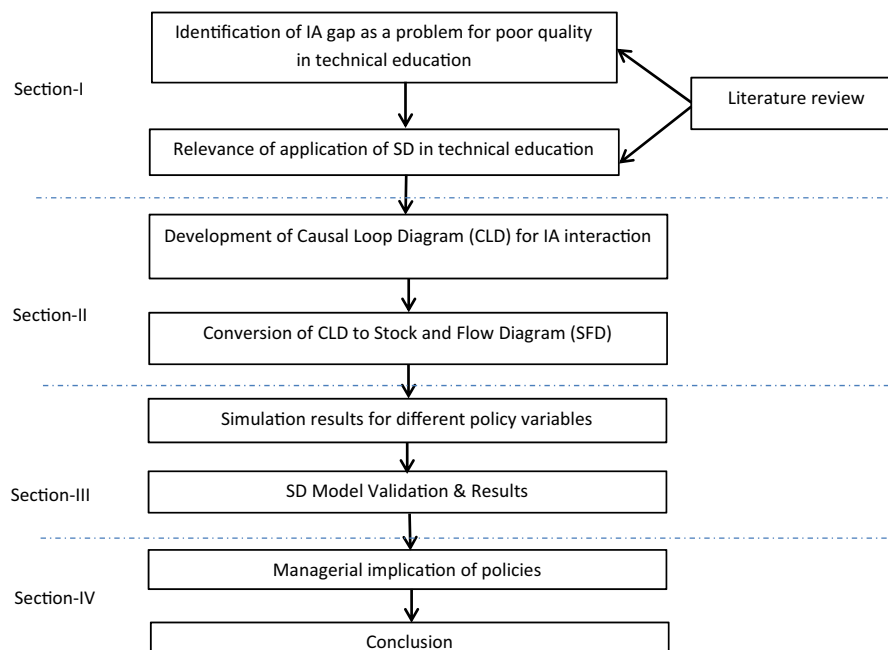 Identification of IA gap as a problem for poor quality
in technical education
Section-I
Literature review
Relevance of application of SD in technical education
Development of Causal Loop Diagram (CLD) for IA interaction
Section-II
Conversion of CLD to Stock and Flow Diagram (SFD)
Simulation results for different policy variables
Section-III
SD Model Validation & Results
Managerial implication of policies
Section-IV
Conclusion